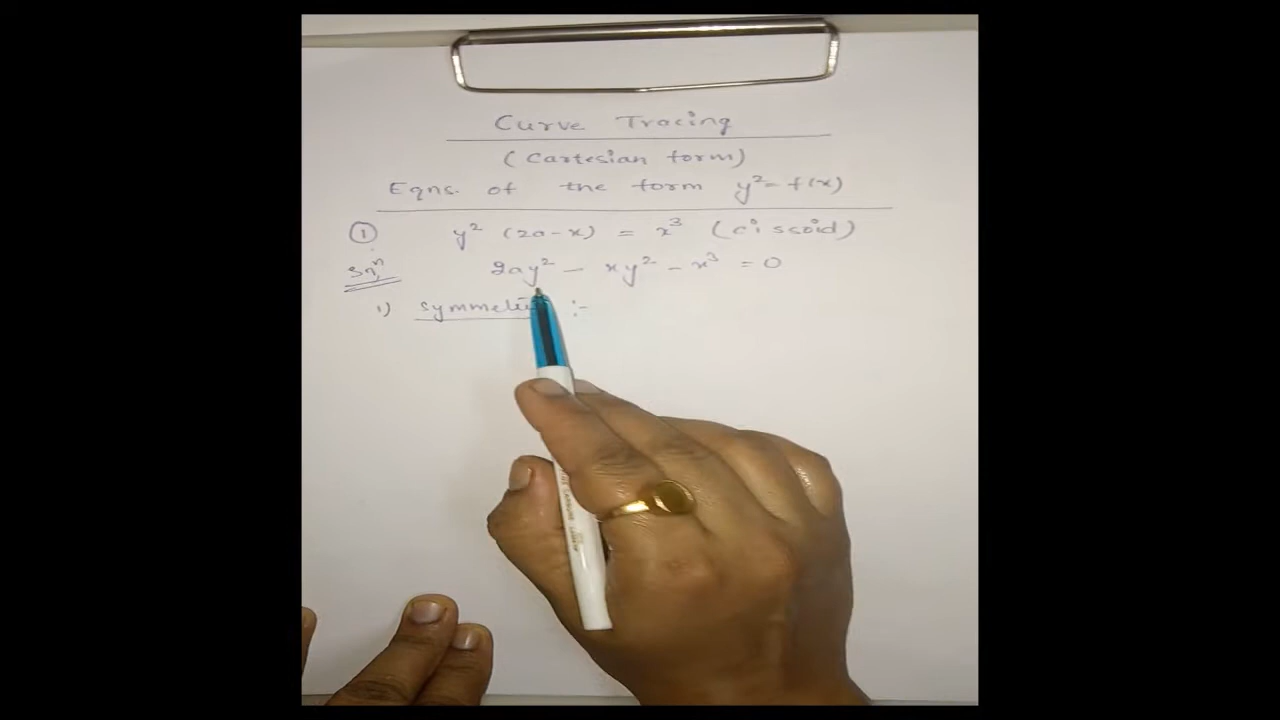 Curve Tracing
(Cartesian form)
Eqns. of the form y²=f(x)
① y² (2a-x) = x³ (cissoid)
Solⁿ 2ay² - xy² - x³ = 0
1) Symmetry :-